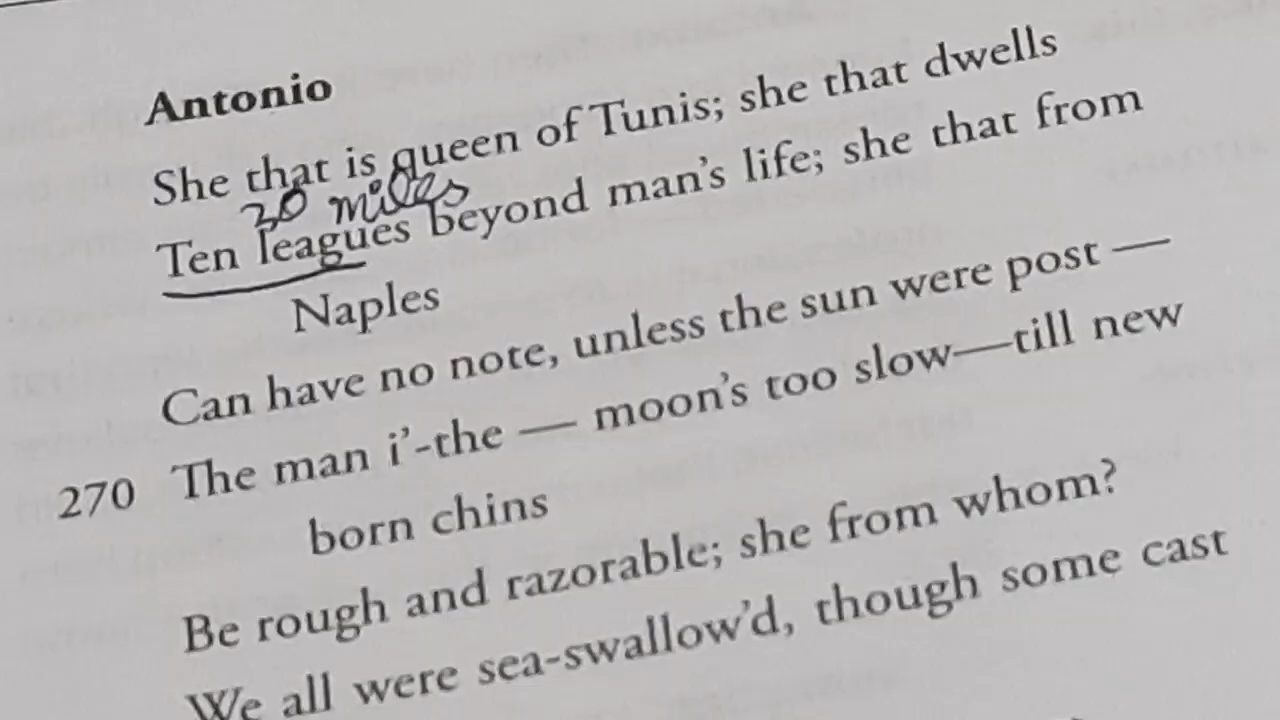 Antonio
She that is queen of Tunis; she that dwells
30 miles
Ten leagues beyond man's life; she that from
Naples
Can have no note, unless the sun were post —
270 The man i'-the — moon's too slow—till new
born chins
Be rough and razorable; she from whom?
We all were sea-swallow'd, though some cast